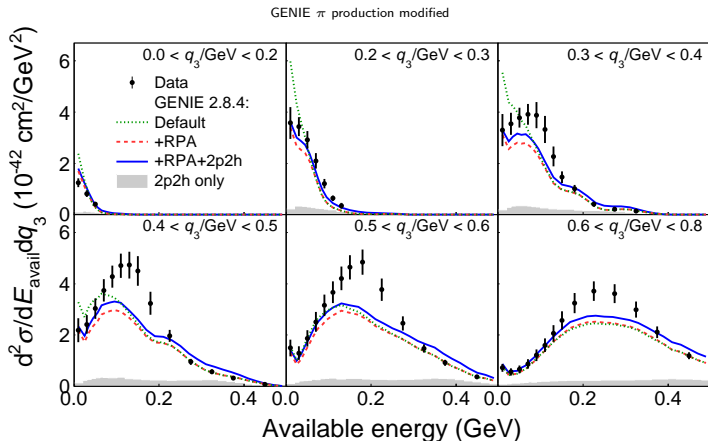 GENIE π production modified
0.0 < q₃/GeV < 0.2
0.2 < q₃/GeV < 0.3
0.3 < q₃/GeV < 0.4
Data
GENIE 2.8.4:
Default
+RPA
+RPA+2p2h
2p2h only
6
4
2
0
0.4 < q₃/GeV < 0.5
0.5 < q₃/GeV < 0.6
0.6 < q₃/GeV < 0.8
6
4
2
0
d²σ/dE_avail dq₃ (10⁻⁴² cm²/GeV²)
0.0 0.2 0.4 0.0 0.2 0.4 0.0 0.2 0.4
Available energy (GeV)